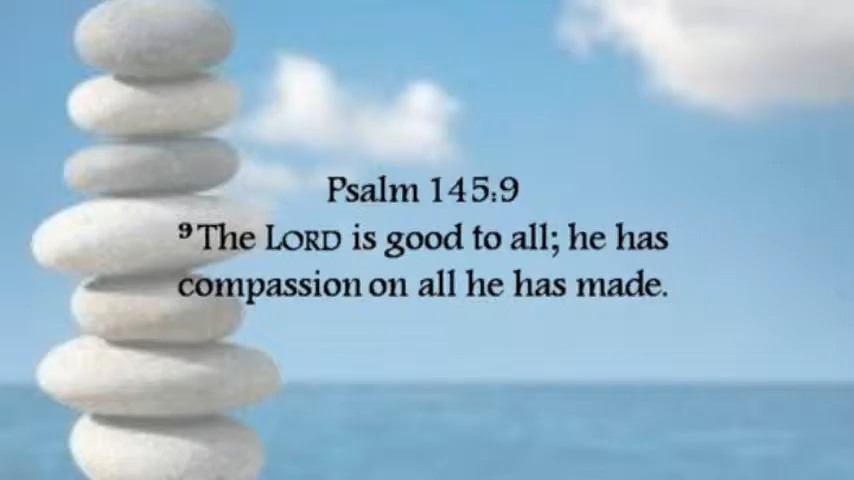 Psalm 145:9
⁹The LORD is good to all; he has
compassion on all he has made.